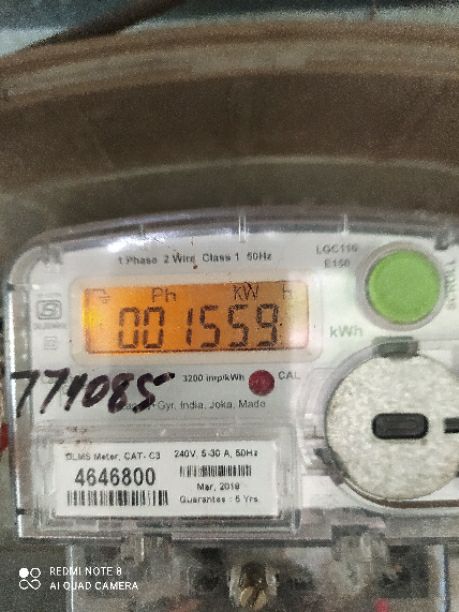 1 Phase 2 Wire Class 1 50Hz
LGC110
E150
Ph kW H
001559
kWh
771085
3200 imp/kWh
CAL
Gyr, India, Joka, Made
DLMS Meter, CAT- C3
240V, 5-30 A, 50Hz
4646800
Mar, 2019
Guarantee : 5 Yrs.
REDMI NOTE 8
AI QUAD CAMERA